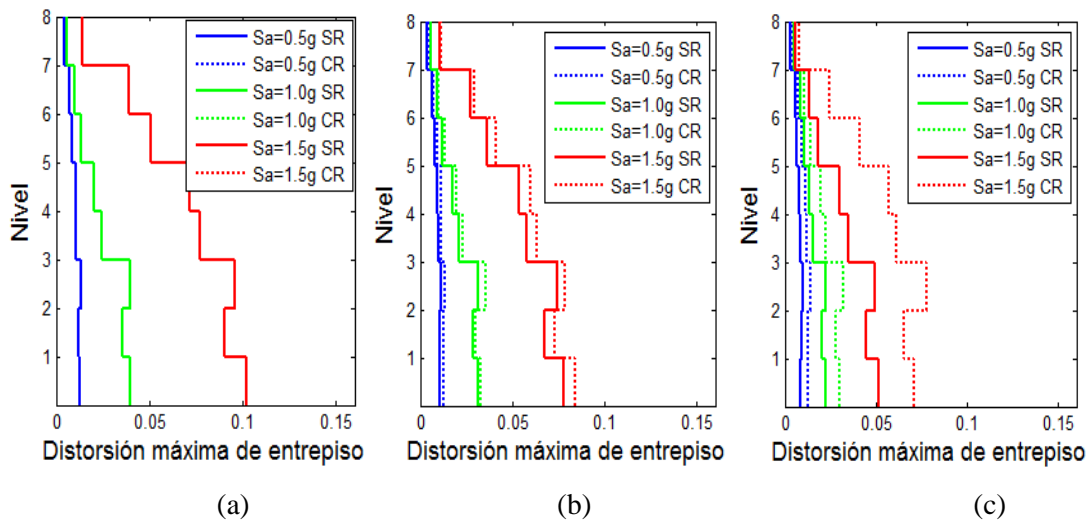 8
7
6
5
4
3
2
1
Nivel
0
0.05
0.1
0.15
Distorsión máxima de entrepiso
Sa=0.5g SR
Sa=0.5g CR
Sa=1.0g SR
Sa=1.0g CR
Sa=1.5g SR
Sa=1.5g CR
(a)
8
7
6
5
4
3
2
1
Nivel
0
0.05
0.1
0.15
Distorsión máxima de entrepiso
Sa=0.5g SR
Sa=0.5g CR
Sa=1.0g SR
Sa=1.0g CR
Sa=1.5g SR
Sa=1.5g CR
(b)
8
7
6
5
4
3
2
1
Nivel
0
0.05
0.1
0.15
Distorsión máxima de entrepiso
Sa=0.5g SR
Sa=0.5g CR
Sa=1.0g SR
Sa=1.0g CR
Sa=1.5g SR
Sa=1.5g CR
(c)